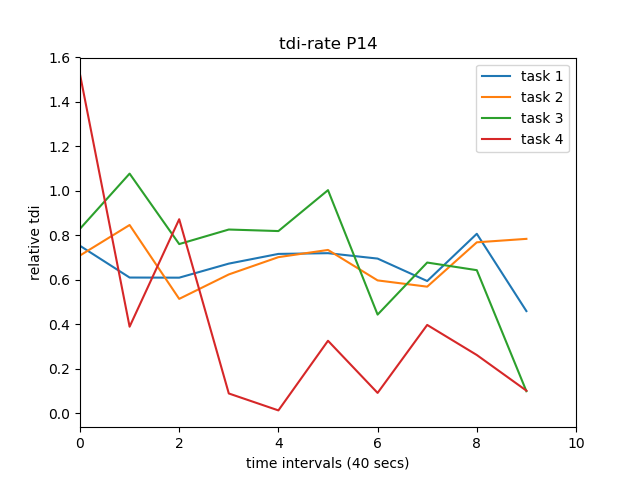 tdi-rate P14
relative tdi
1.6
1.4
1.2
1.0
0.8
0.6
0.4
0.2
0.0
task 1
task 2
task 3
task 4
0 2 4 6 8 10
time intervals (40 secs)